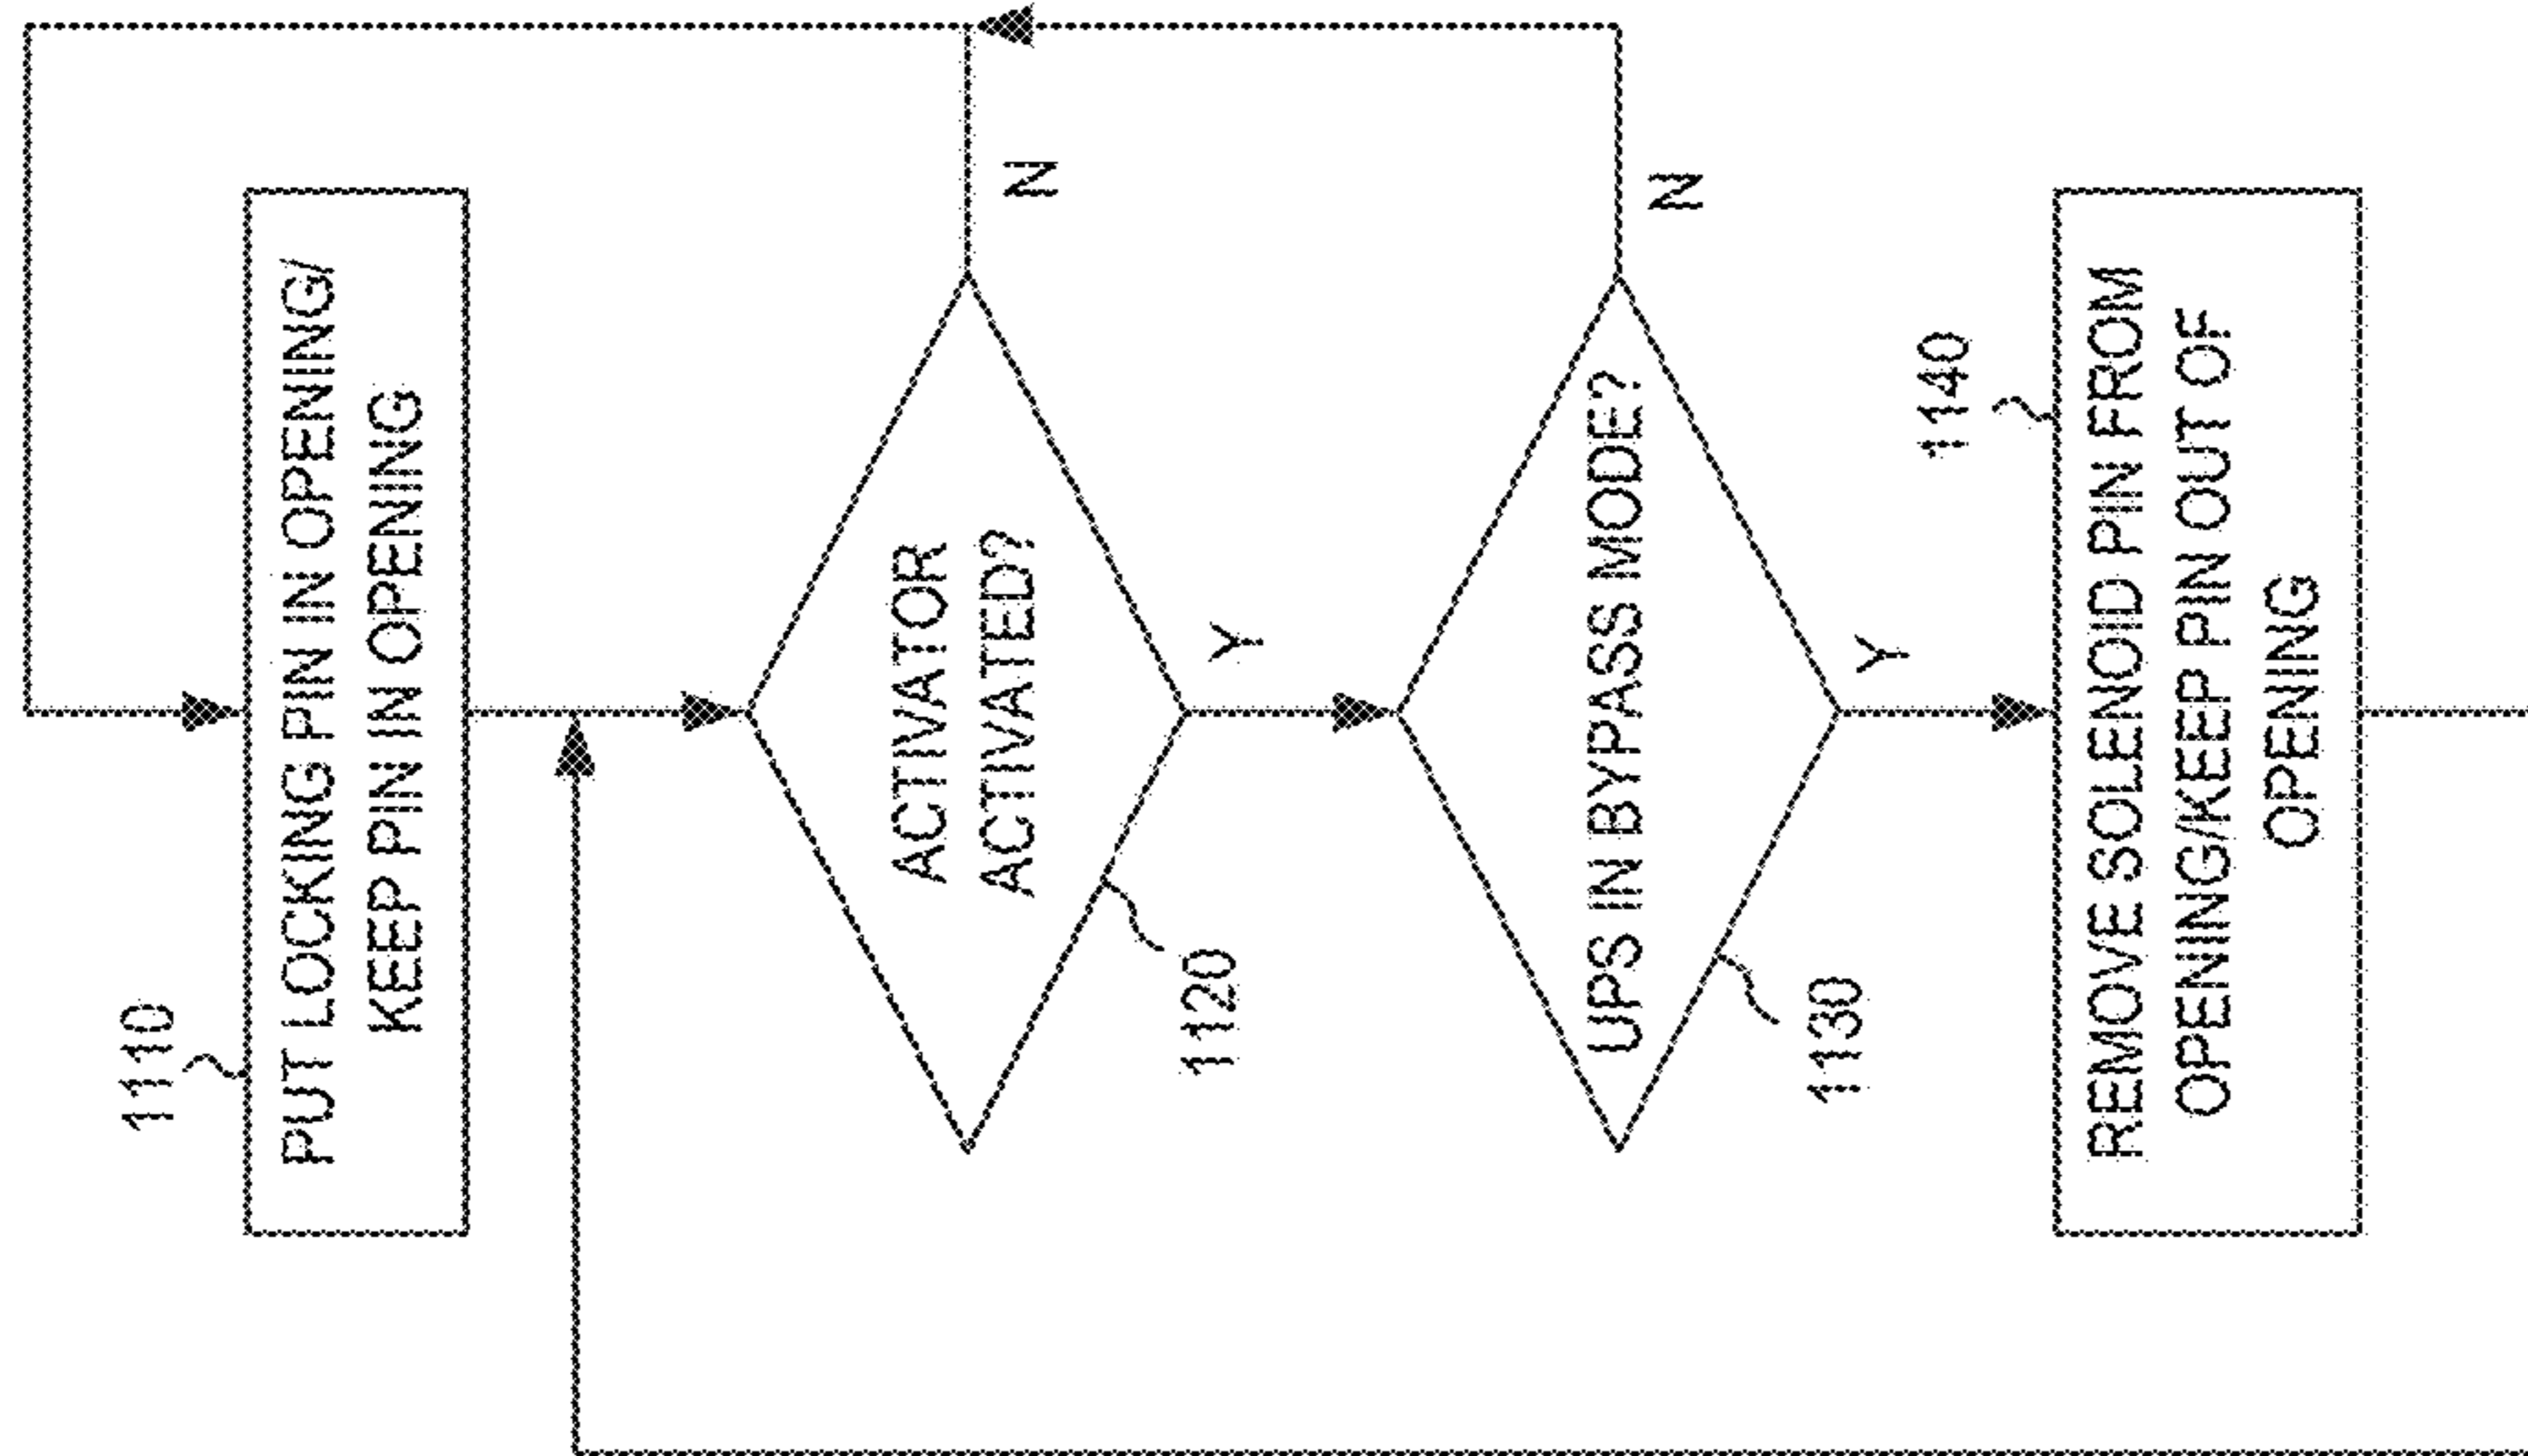 1110
PUT LOCKING PIN IN OPENING/
KEEP PIN IN OPENING
ACTIVATOR
ACTIVATED?
N
1120
Y
UPS IN BYPASS MODE?
N
1130
Y
1140
REMOVE SOLENOID PIN FROM
OPENING/KEEP PIN OUT OF
OPENING